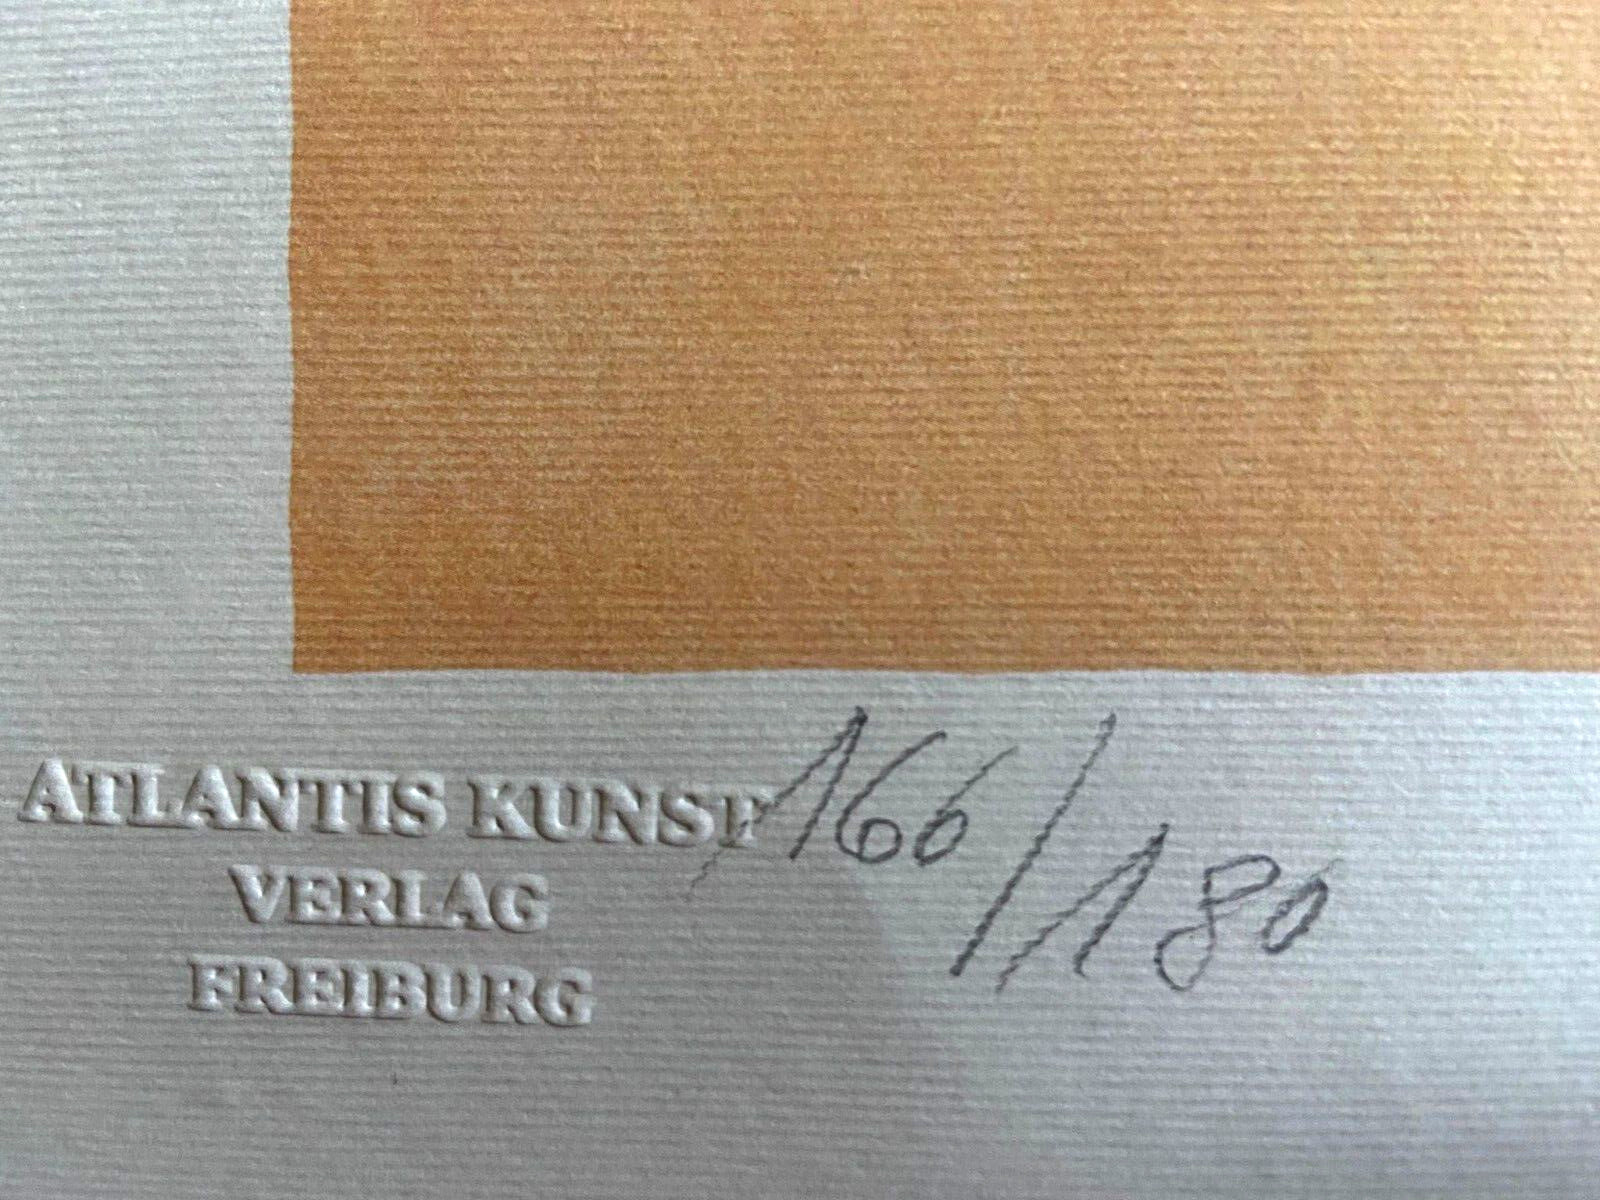 ATLANTIS KUNST
VERLAG
FREIBURG
166/180